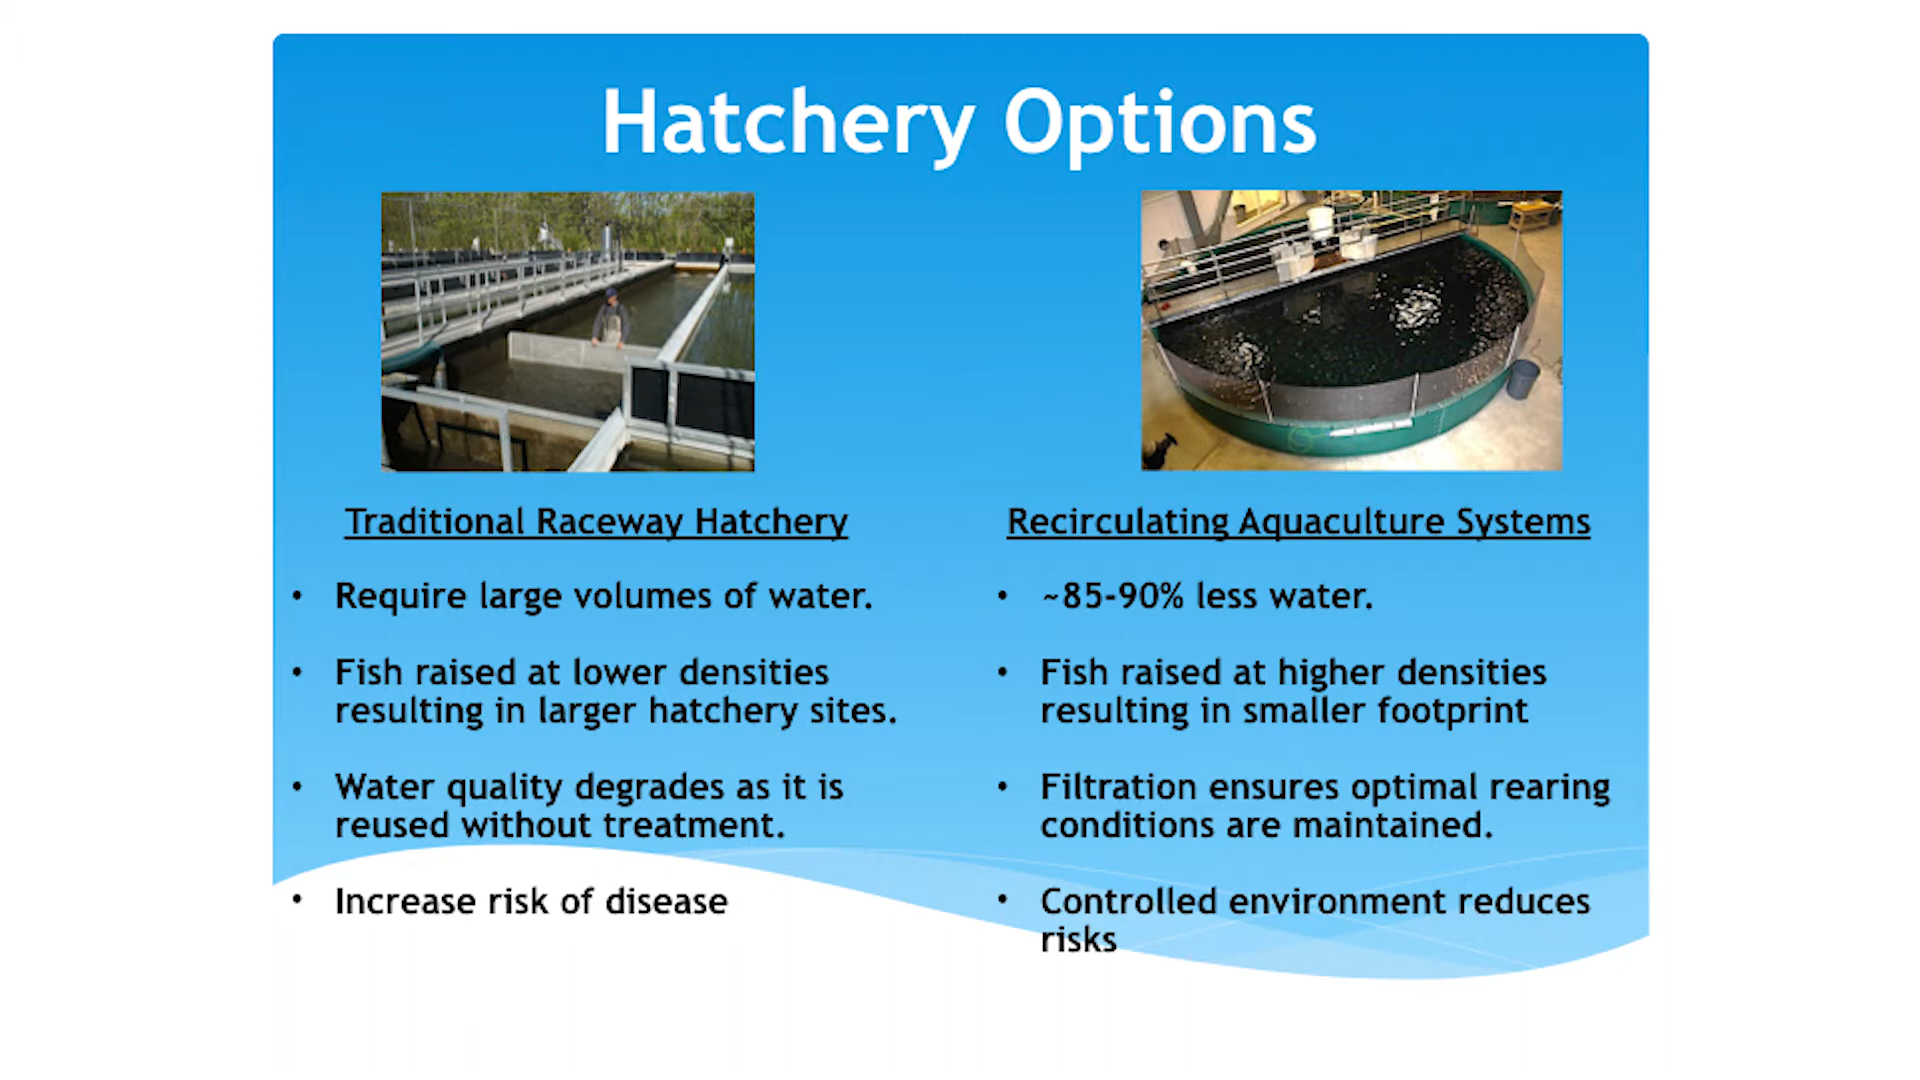 Hatchery Options
Traditional Raceway Hatchery
• Require large volumes of water.
• Fish raised at lower densities
resulting in larger hatchery sites.
• Water quality degrades as it is
reused without treatment.
• Increase risk of disease
Recirculating Aquaculture Systems
• ~85-90% less water.
• Fish raised at higher densities
resulting in smaller footprint
• Filtration ensures optimal rearing
conditions are maintained.
• Controlled environment reduces
risks